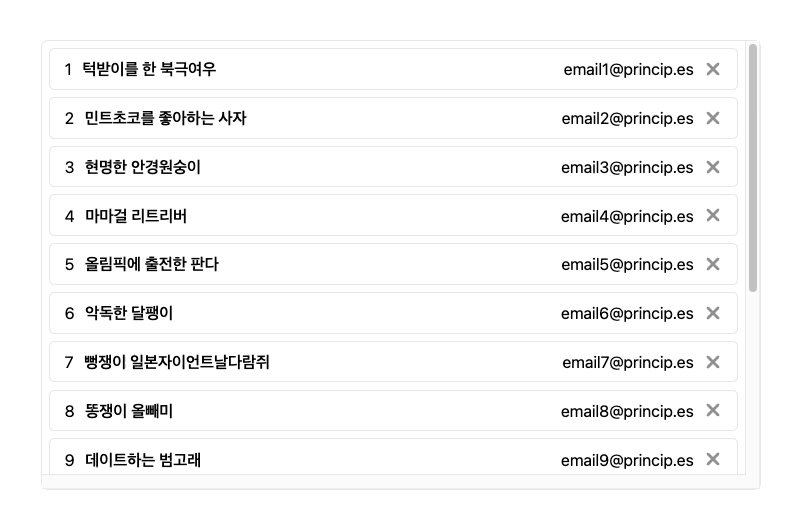 1 턱받이를 한 북극여우 email1@princip.es
2 민트초코를 좋아하는 사자 email2@princip.es
3 현명한 안경원숭이 email3@princip.es
4 마마걸 리트리버 email4@princip.es
5 올림픽에 출전한 판다 email5@princip.es
6 악독한 달팽이 email6@princip.es
7 뻥쟁이 일본자이언트날다람쥐 email7@princip.es
8 똥쟁이 올빼미 email8@princip.es
9 데이트하는 범고래 email9@princip.es